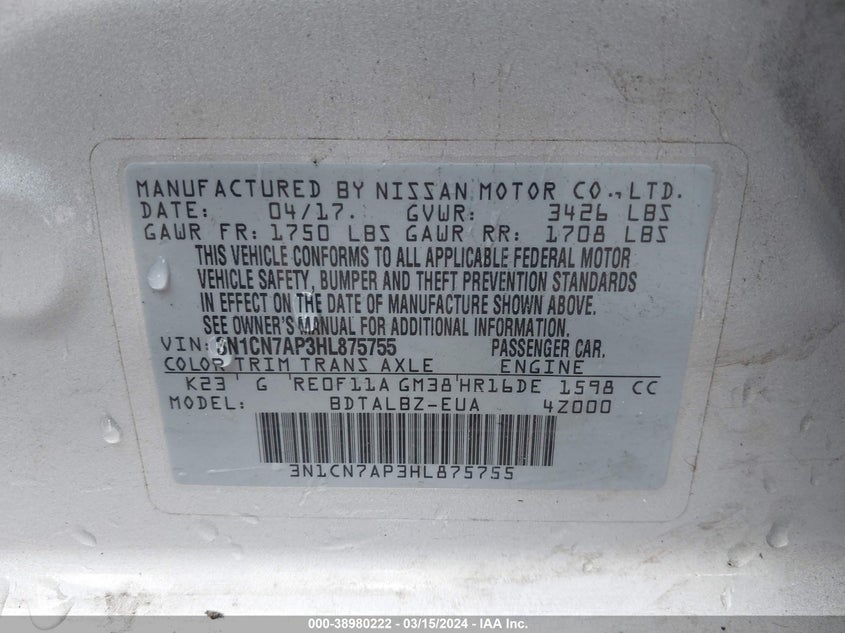 MANUFACTURED BY NISSAN MOTOR CO., LTD.
DATE: 04/17. GVWR: 3426 LBS
GAWR FR: 1750 LBS GAWR RR: 1708 LBS
THIS VEHICLE CONFORMS TO ALL APPLICABLE FEDERAL MOTOR
VEHICLE SAFETY, BUMPER AND THEFT PREVENTION STANDARDS
IN EFFECT ON THE DATE OF MANUFACTURE SHOWN ABOVE.
SEE OWNER'S MANUAL FOR ADDITIONAL INFORMATION.
VIN: 3N1CN7AP3HL875755 PASSENGER CAR.
COLOR TRIM TRANS AXLE ENGINE
K23 G RE0F11A GM38 HR16DE 1598 CC
MODEL: BDTALBZ-EUA 4Z000
3N1CN7AP3HL875755
000-38980222 - 03/15/2024 - IAA, Inc.